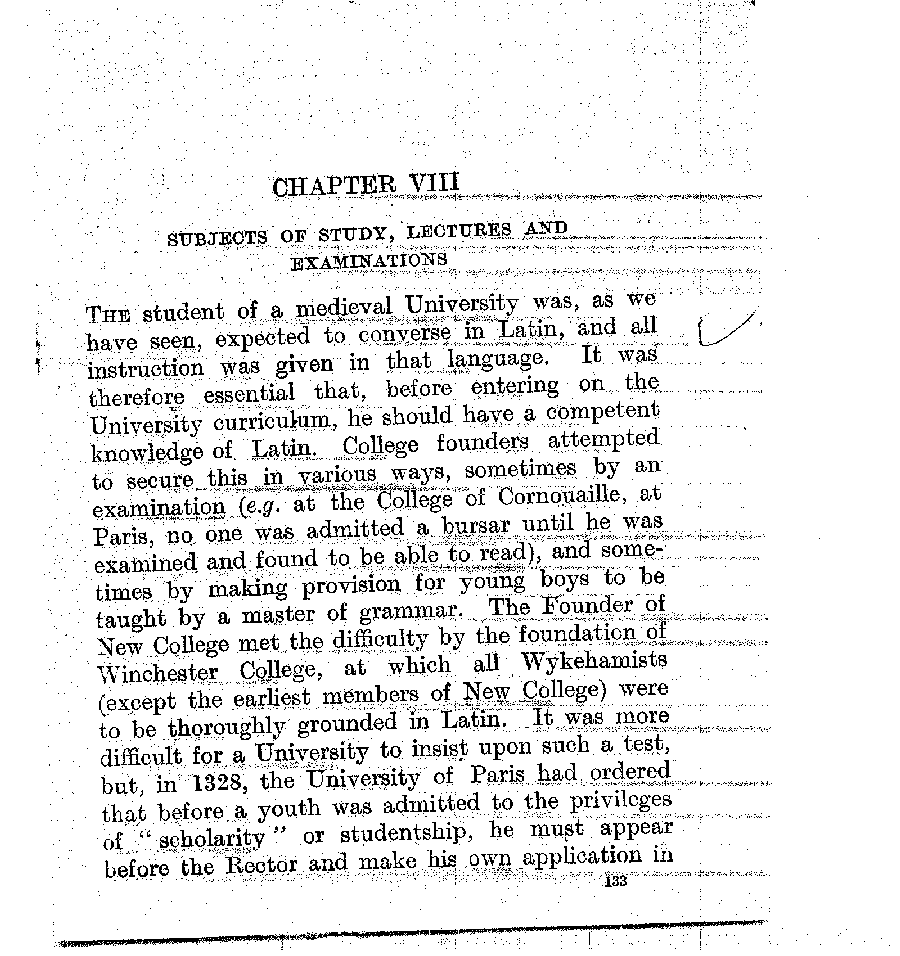 CHAPTER VIII
SUBJECTS OF STUDY, LECTURES AND
EXAMINATIONS
THE student of a medieval University was, as we
have seen, expected to converse in Latin, and all
instruction was given in that language. It was
therefore essential that, before entering on the
University curriculum, he should have a competent
knowledge of Latin. College founders attempted
to secure this in various ways, sometimes by an
examination (e.g. at the College of Cornouaille, at
Paris, no one was admitted a bursar until he was
examined and found to be able to read), and some-
times by making provision for young boys to be
taught by a master of grammar. The Founder of
New College met the difficulty by the foundation of
Winchester College, at which all Wykehamists
(except the earliest members of New College) were
to be thoroughly grounded in Latin. It was more
difficult for a University to insist upon such a test,
but, in 1328, the University of Paris had ordered
that before a youth was admitted to the privileges
of " scholarity " or studentship, he must appear
before the Rector and make his own application in
133